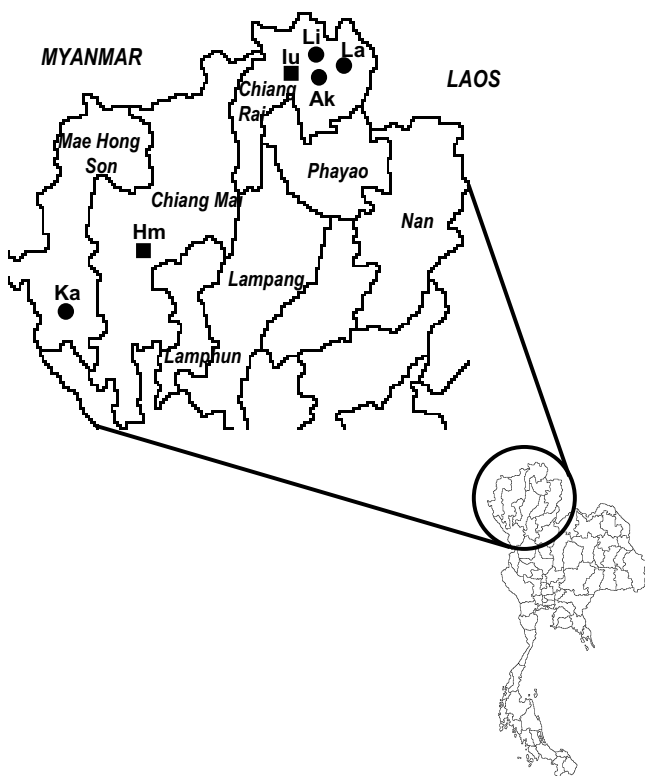 Li
La
MYANMAR
Iu
LAOS
Chiang
Rai
Ak
Mae Hong
Son
Phayao
Chiang Mai
Nan
Hm
Lampang
Ka
Lamphun